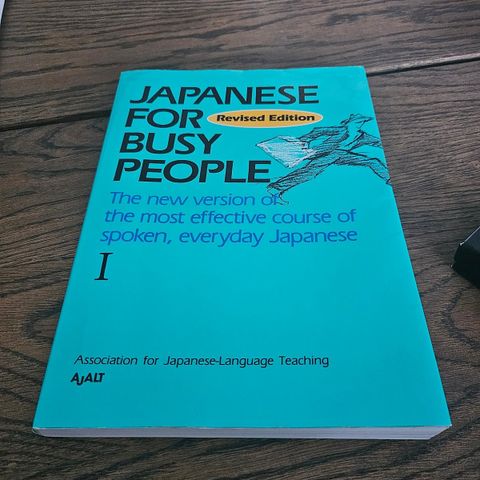 JAPANESE
FOR Revised Edition
BUSY
PEOPLE
The new version of
the most effective course of
spoken, everyday Japanese
I
Association for Japanese-Language Teaching
AJALT